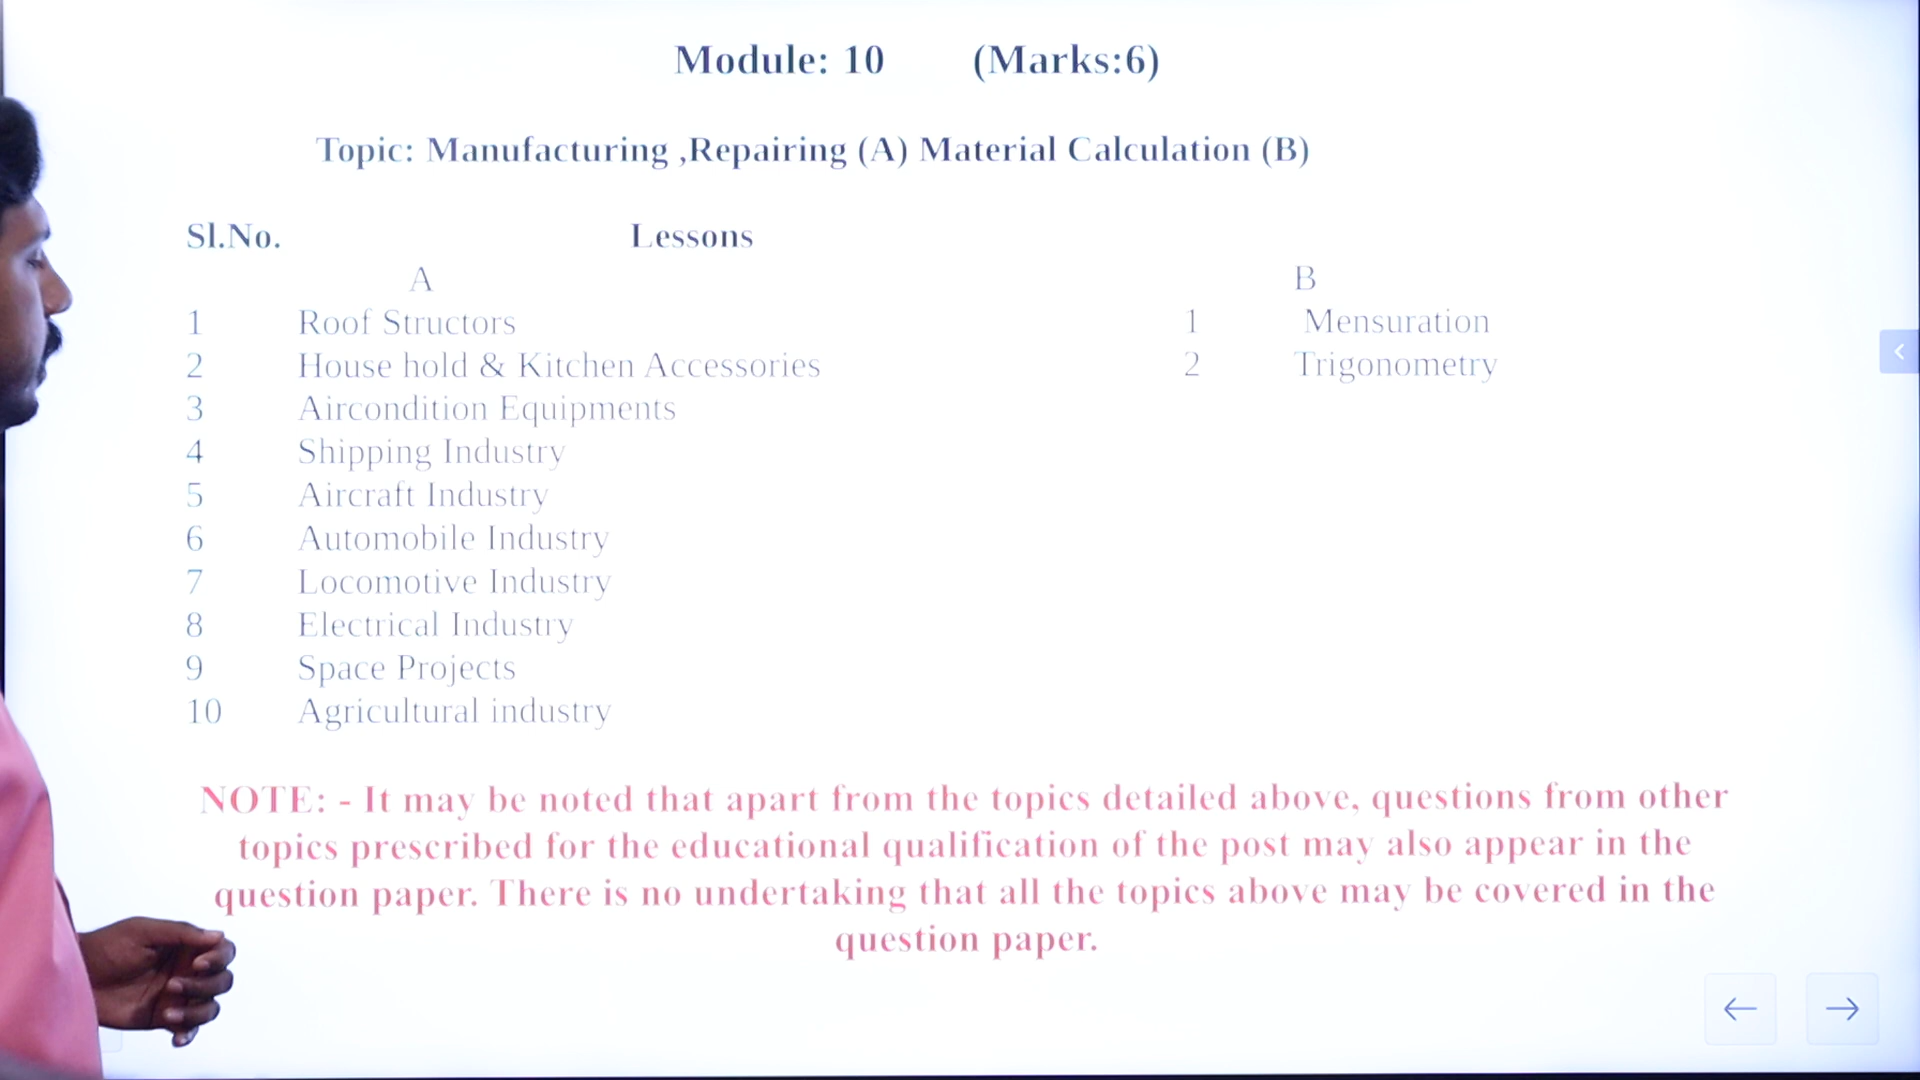 Module: 10 (Marks:6)
Topic: Manufacturing ,Repairing (A) Material Calculation (B)
Sl.No. Lessons
A B
1 Roof Structors 1 Mensuration
2 House hold & Kitchen Accessories 2 Trigonometry
3 Aircondition Equipments
4 Shipping Industry
5 Aircraft Industry
6 Automobile Industry
7 Locomotive Industry
8 Electrical Industry
9 Space Projects
10 Agricultural industry
NOTE: - It may be noted that apart from the topics detailed above, questions from other
topics prescribed for the educational qualification of the post may also appear in the
question paper. There is no undertaking that all the topics above may be covered in the
question paper.